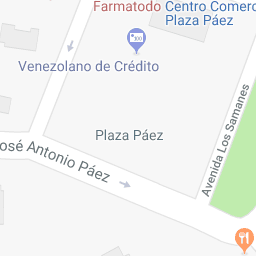 Farmatodo
Centro Comerc
Plaza Páez
Venezolano de Crédito
Plaza Páez
Avenida Los Samanes
osé Antonio Páez